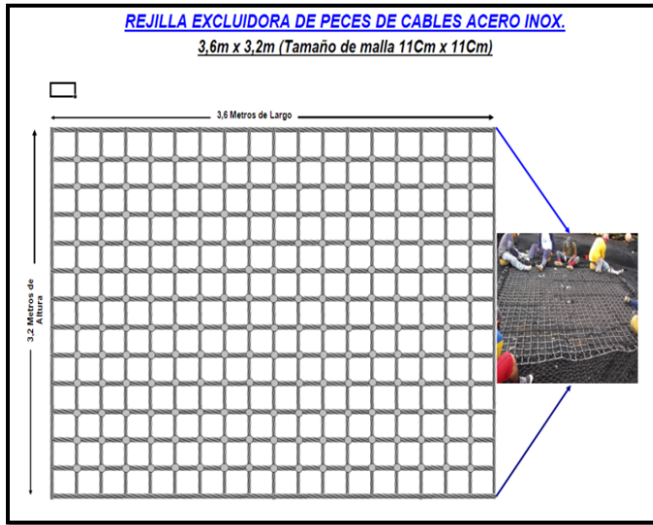 REJILLA EXCLUIDORA DE PECES DE CABLES ACERO INOX.
3,6m x 3,2m (Tamaño de malla 11Cm x 11Cm)
3,6 Metros de Largo
3,2 Metros de
Altura